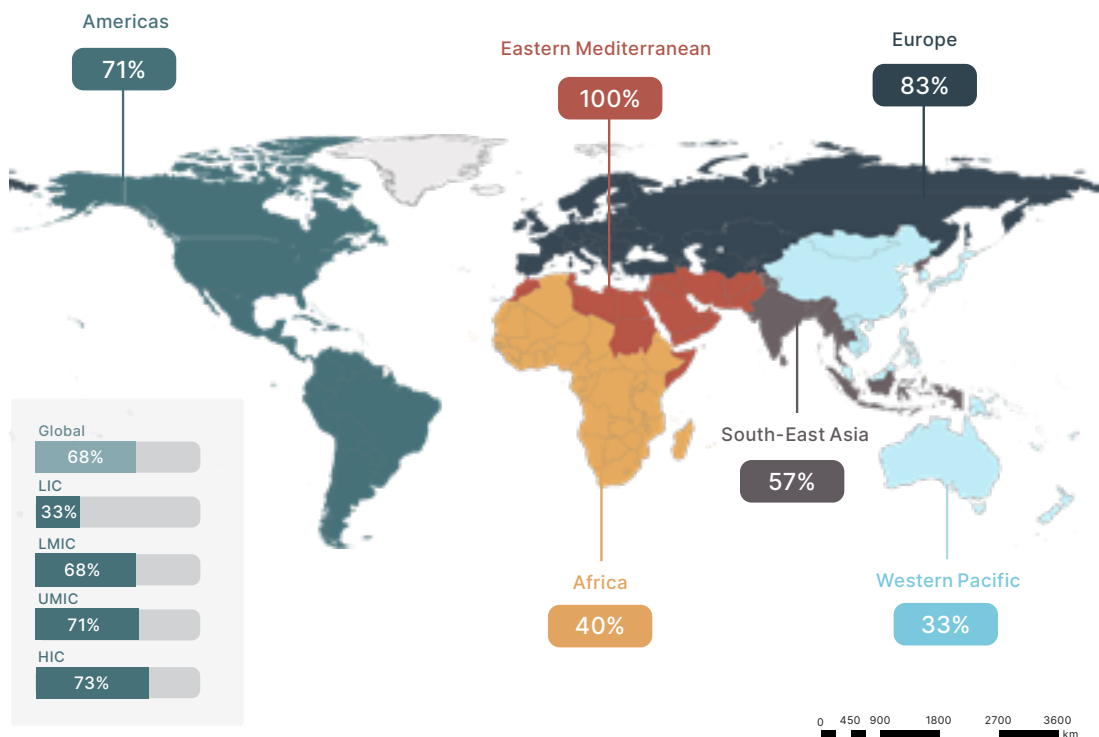 Americas
71%
Eastern Mediterranean
100%
Europe
83%
Global
68%
LIC
33%
LMIC
68%
UMIC
71%
HIC
73%
South-East Asia
57%
Africa
40%
Western Pacific
33%
0 450 900 1800 2700 3600
km